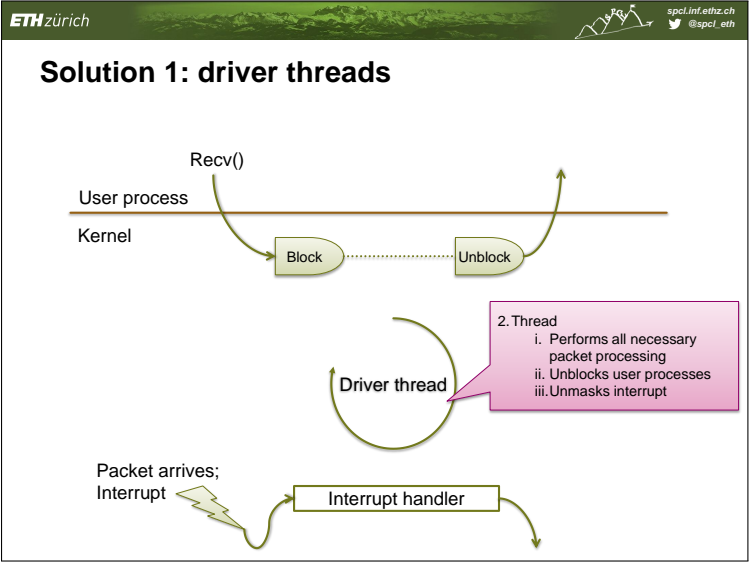 ETH zürich
spcl.inf.ethz.ch
@spcl_eth
Solution 1: driver threads
Recv()
User process
Kernel
Block
Unblock
2. Thread
i. Performs all necessary
packet processing
ii. Unblocks user processes
iii. Unmasks interrupt
Driver thread
Packet arrives;
Interrupt
Interrupt handler